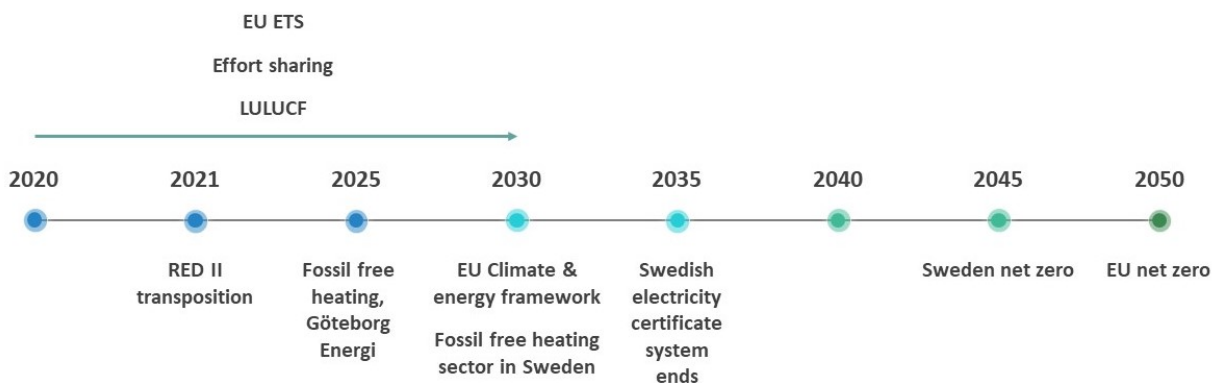 EU ETS
Effort sharing
LULUCF
2020 2021 2025 2030 2035 2040 2045 2050
RED II
transposition
Fossil free
heating,
Göteborg
Energi
EU Climate &
energy framework
Fossil free heating
sector in Sweden
Swedish
electricity
certificate
system
ends
Sweden net zero
EU net zero